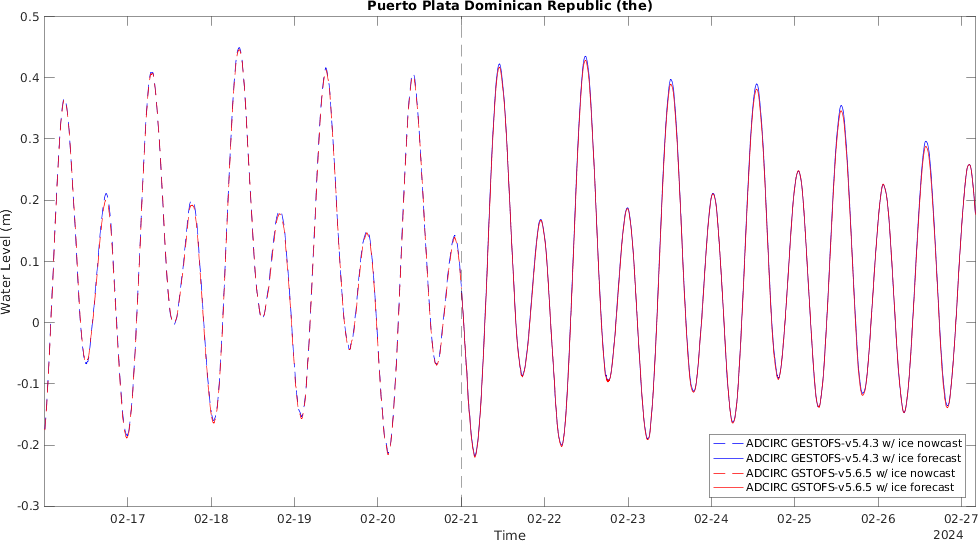 Puerto Plata Dominican Republic (the)
0.5
0.4
0.3
0.2
0.1
0
-0.1
-0.2
-0.3
Water Level (m)
02-17 02-18 02-19 02-20 02-21 02-22 02-23 02-24 02-25 02-26 02-27
Time
2024
ADCIRC GESTOFS-v5.4.3 w/ ice nowcast
ADCIRC GESTOFS-v5.4.3 w/ ice forecast
ADCIRC GSTOFS-v5.6.5 w/ ice nowcast
ADCIRC GSTOFS-v5.6.5 w/ ice forecast